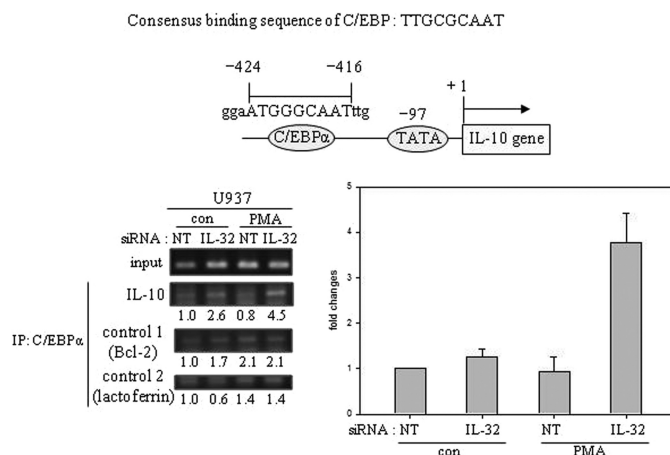 Consensus binding sequence of C/EBP : TTGCGCAAT
−424 −416
+1
ggaATGGGCAATttg −97
C/EBPα TATA IL-10 gene
U937
con PMA
siRNA : NT IL-32 NT IL-32
input
IL-10
1.0 2.6 0.8 4.5
IP: C/EBPα
control 1
(Bcl-2)
1.0 1.7 2.1 2.1
control 2
(lactoferrin)
1.0 0.6 1.4 1.4
fold changes
5
4
3
2
1
0
siRNA : NT IL-32 NT IL-32
con PMA